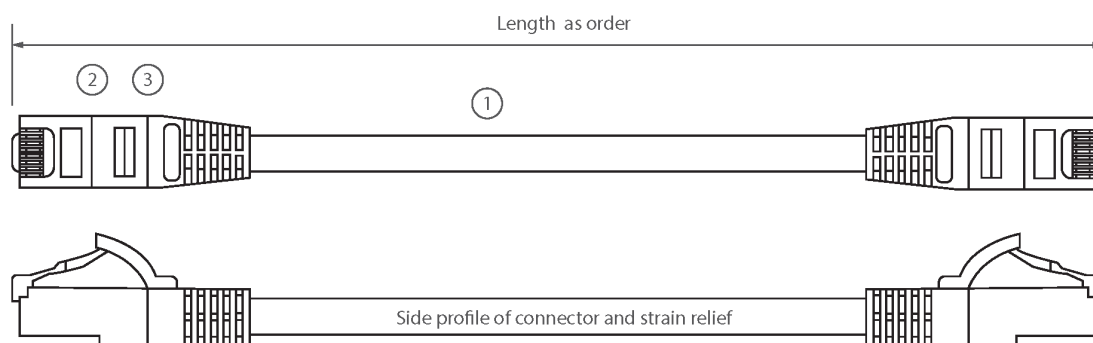 Length as order
2 3
1
Side profile of connector and strain relief